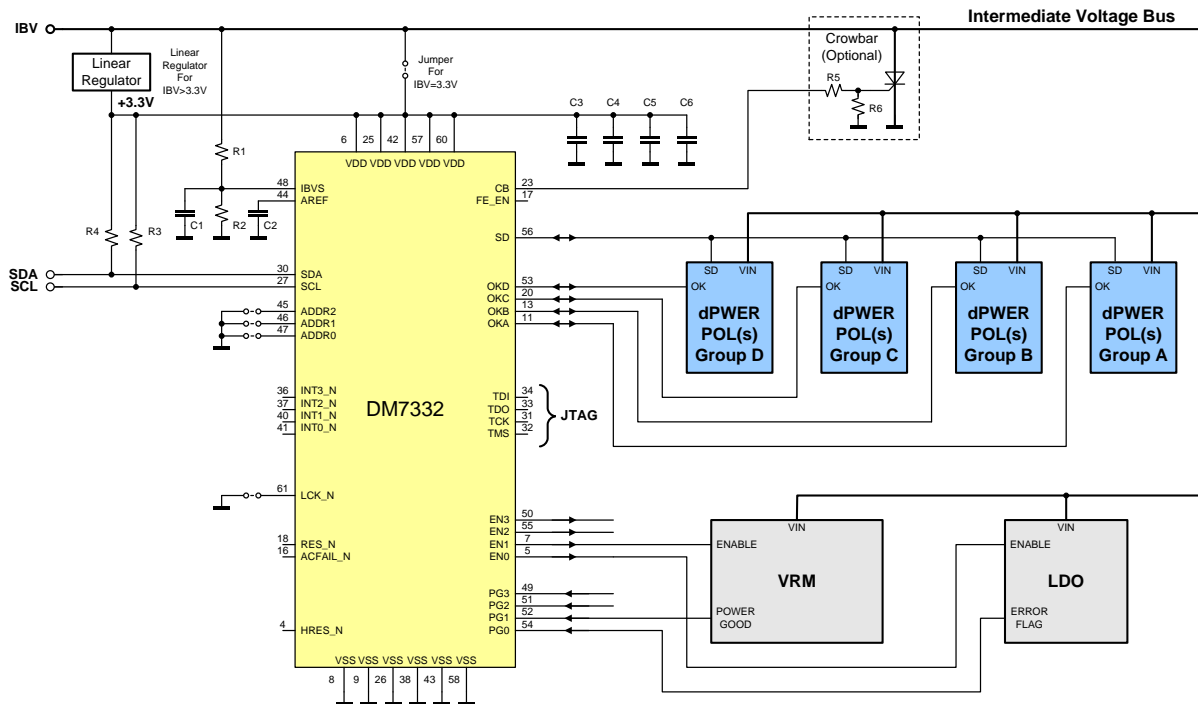 Intermediate Voltage Bus
IBV
Crowbar
(Optional)
Linear
Regulator
Linear
Regulator
For
IBV>3.3V
Jumper
For
IBV=3.3V
+3.3V
R5
R6
C3 C4 C5 C6
6 25 42 57 60
VDD VDD VDD VDD VDD
R1
48 IBVS
44 AREF
CB 23
FE_EN 17
C1 R2 C2
R4 R3
SD 56
SD VIN SD VIN SD VIN SD VIN
SDA
SCL
30 SDA
27 SCL
OKD 53
OKC 20
OKB 13
OKA 11
OK
dPWER
POL(s)
Group D
OK
dPWER
POL(s)
Group C
OK
dPWER
POL(s)
Group B
OK
dPWER
POL(s)
Group A
45 ADDR2
46 ADDR1
47 ADDR0
36 INT3_N
37 INT2_N
40 INT1_N
41 INT0_N
DM7332
TDI 34
TDO 33
TCK 31
TMS 32
JTAG
61 LCK_N
18 RES_N
16 ACFAIL_N
EN3 50
EN2 55
EN1 7
EN0 5
PG3 49
PG2 51
PG1 52
PG0 54
4 HRES_N
VIN
ENABLE
VRM
POWER
GOOD
VIN
ENABLE
LDO
ERROR
FLAG
VSS VSS VSS VSS VSS VSS
8 9 26 38 43 58